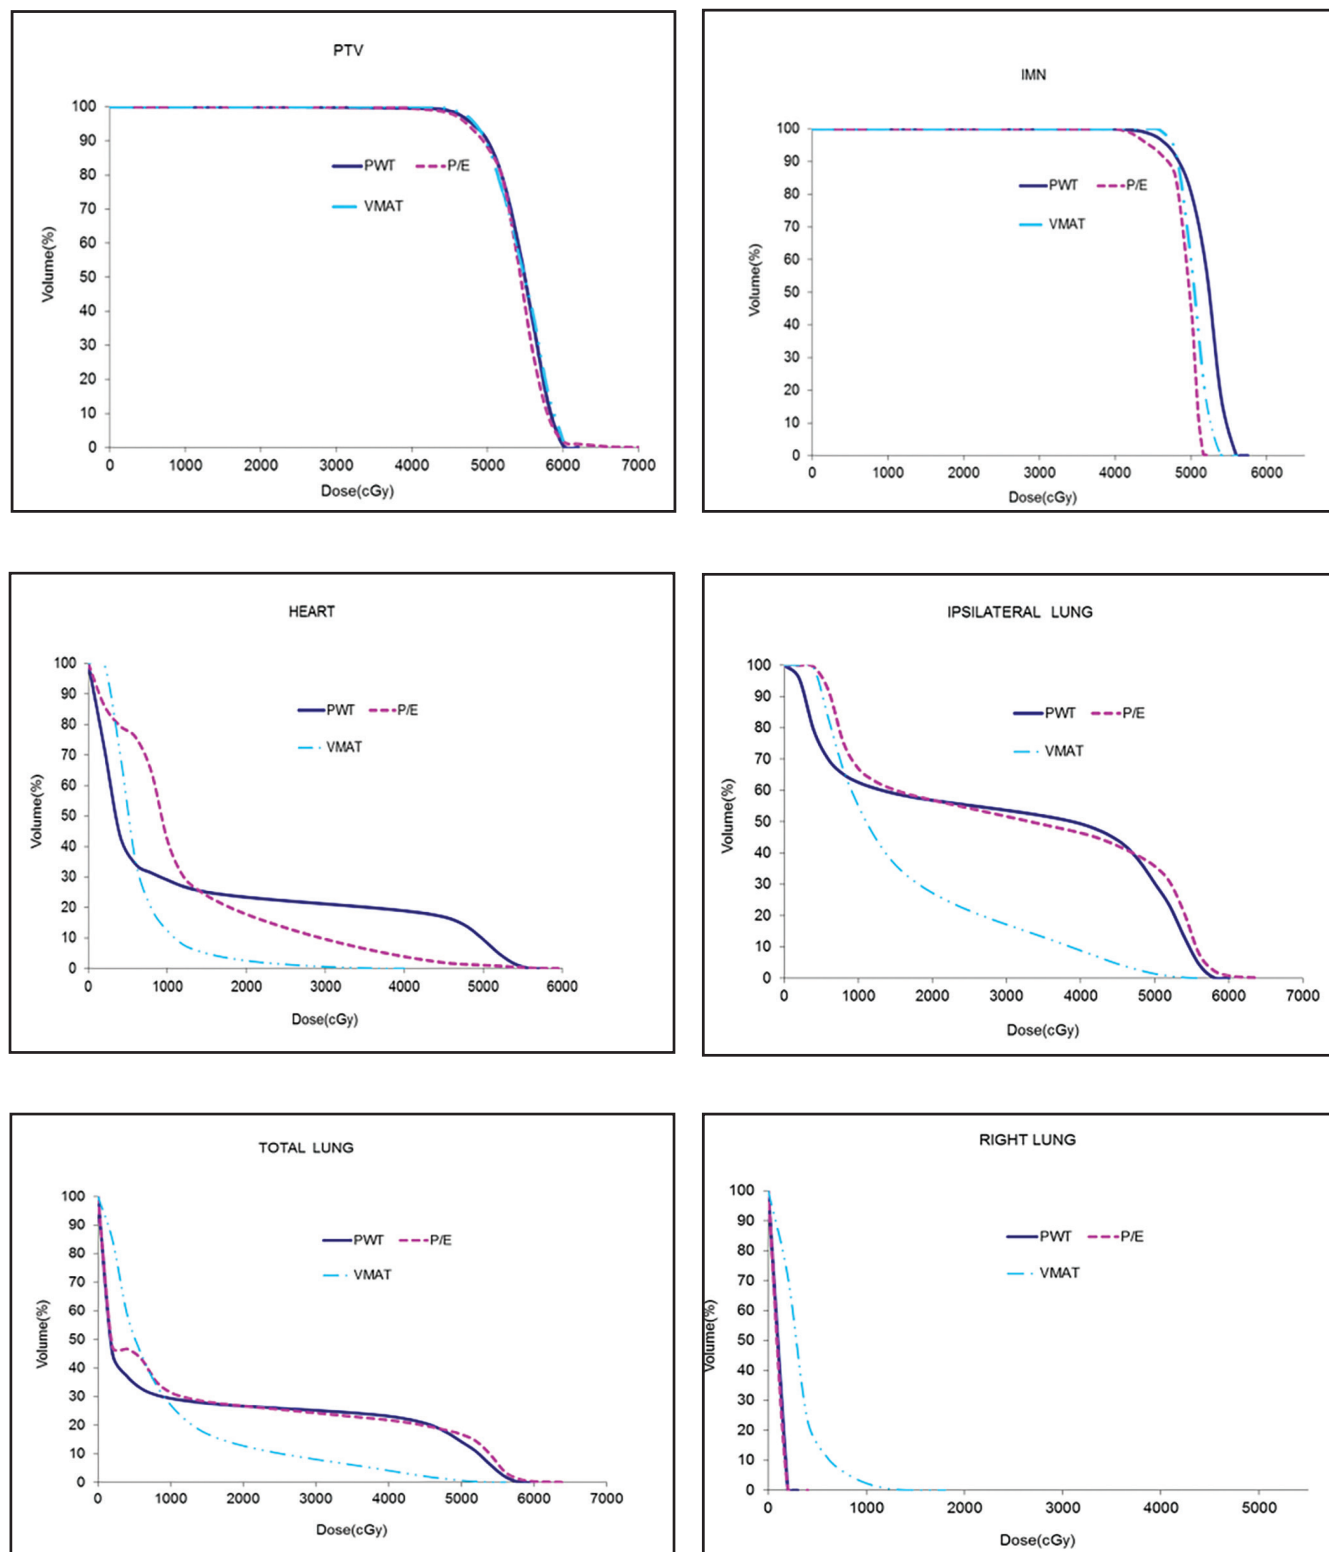 PTV
100
90
80
70
60
50
40
30
20
10
0
Volume(%)
PWT P/E
VMAT
0 1000 2000 3000 4000 5000 6000 7000
Dose(cGy)
IMN
100
90
80
70
60
50
40
30
20
10
0
Volume(%)
PWT P/E
VMAT
0 1000 2000 3000 4000 5000 6000
Dose(cGy)
HEART
100
90
80
70
60
50
40
30
20
10
0
Volume(%)
PWT P/E
VMAT
0 1000 2000 3000 4000 5000 6000
Dose(cGy)
IPSILATERAL LUNG
100
90
80
70
60
50
40
30
20
10
0
Volume(%)
PWT P/E
VMAT
0 1000 2000 3000 4000 5000 6000 7000
Dose(cGy)
TOTAL LUNG
100
90
80
70
60
50
40
30
20
10
0
Volume(%)
PWT P/E
VMAT
0 1000 2000 3000 4000 5000 6000 7000
Dose(cGy)
RIGHT LUNG
100
90
80
70
60
50
40
30
20
10
0
Volume(%)
PWT P/E
VMAT
0 1000 2000 3000 4000 5000
Dose(cGy)